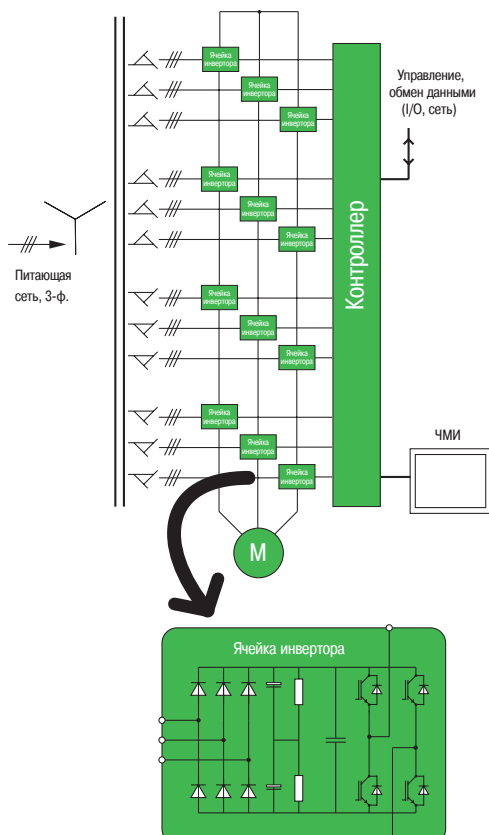 Ячейка
инвертора
Ячейка
инвертора
Ячейка
инвертора
Управление,
обмен данными
(I/O, сеть)
Ячейка
инвертора
Ячейка
инвертора
Ячейка
инвертора
Контроллер
Питающая
сеть, 3-ф.
Ячейка
инвертора
Ячейка
инвертора
Ячейка
инвертора
Ячейка
инвертора
Ячейка
инвертора
Ячейка
инвертора
ЧМИ
М
Ячейка инвертора